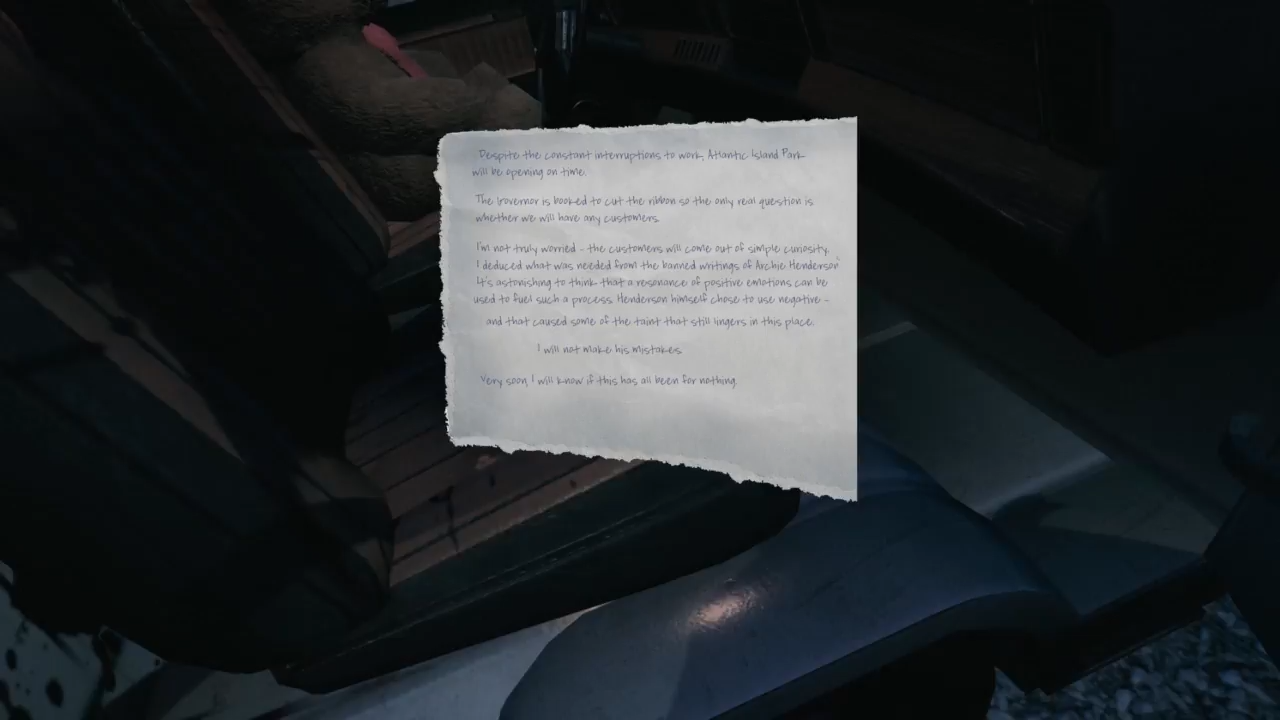 Despite the constant interruptions to work, Atlantic Island Park
will be opening on time.
The Governor is booked to cut the ribbon so the only real question is
whether we will have any customers.
I'm not truly worried - the customers will come out of simple curiosity.
I deduced what was needed from the banned writings of Archie Henderson.
It's astonishing to think that a resonance of positive emotions can be
used to fuel such a process. Henderson himself chose to use negative -
and that caused some of the taint that still lingers in this place.
I will not make his mistakes.
Very soon, I will know if this has all been for nothing.